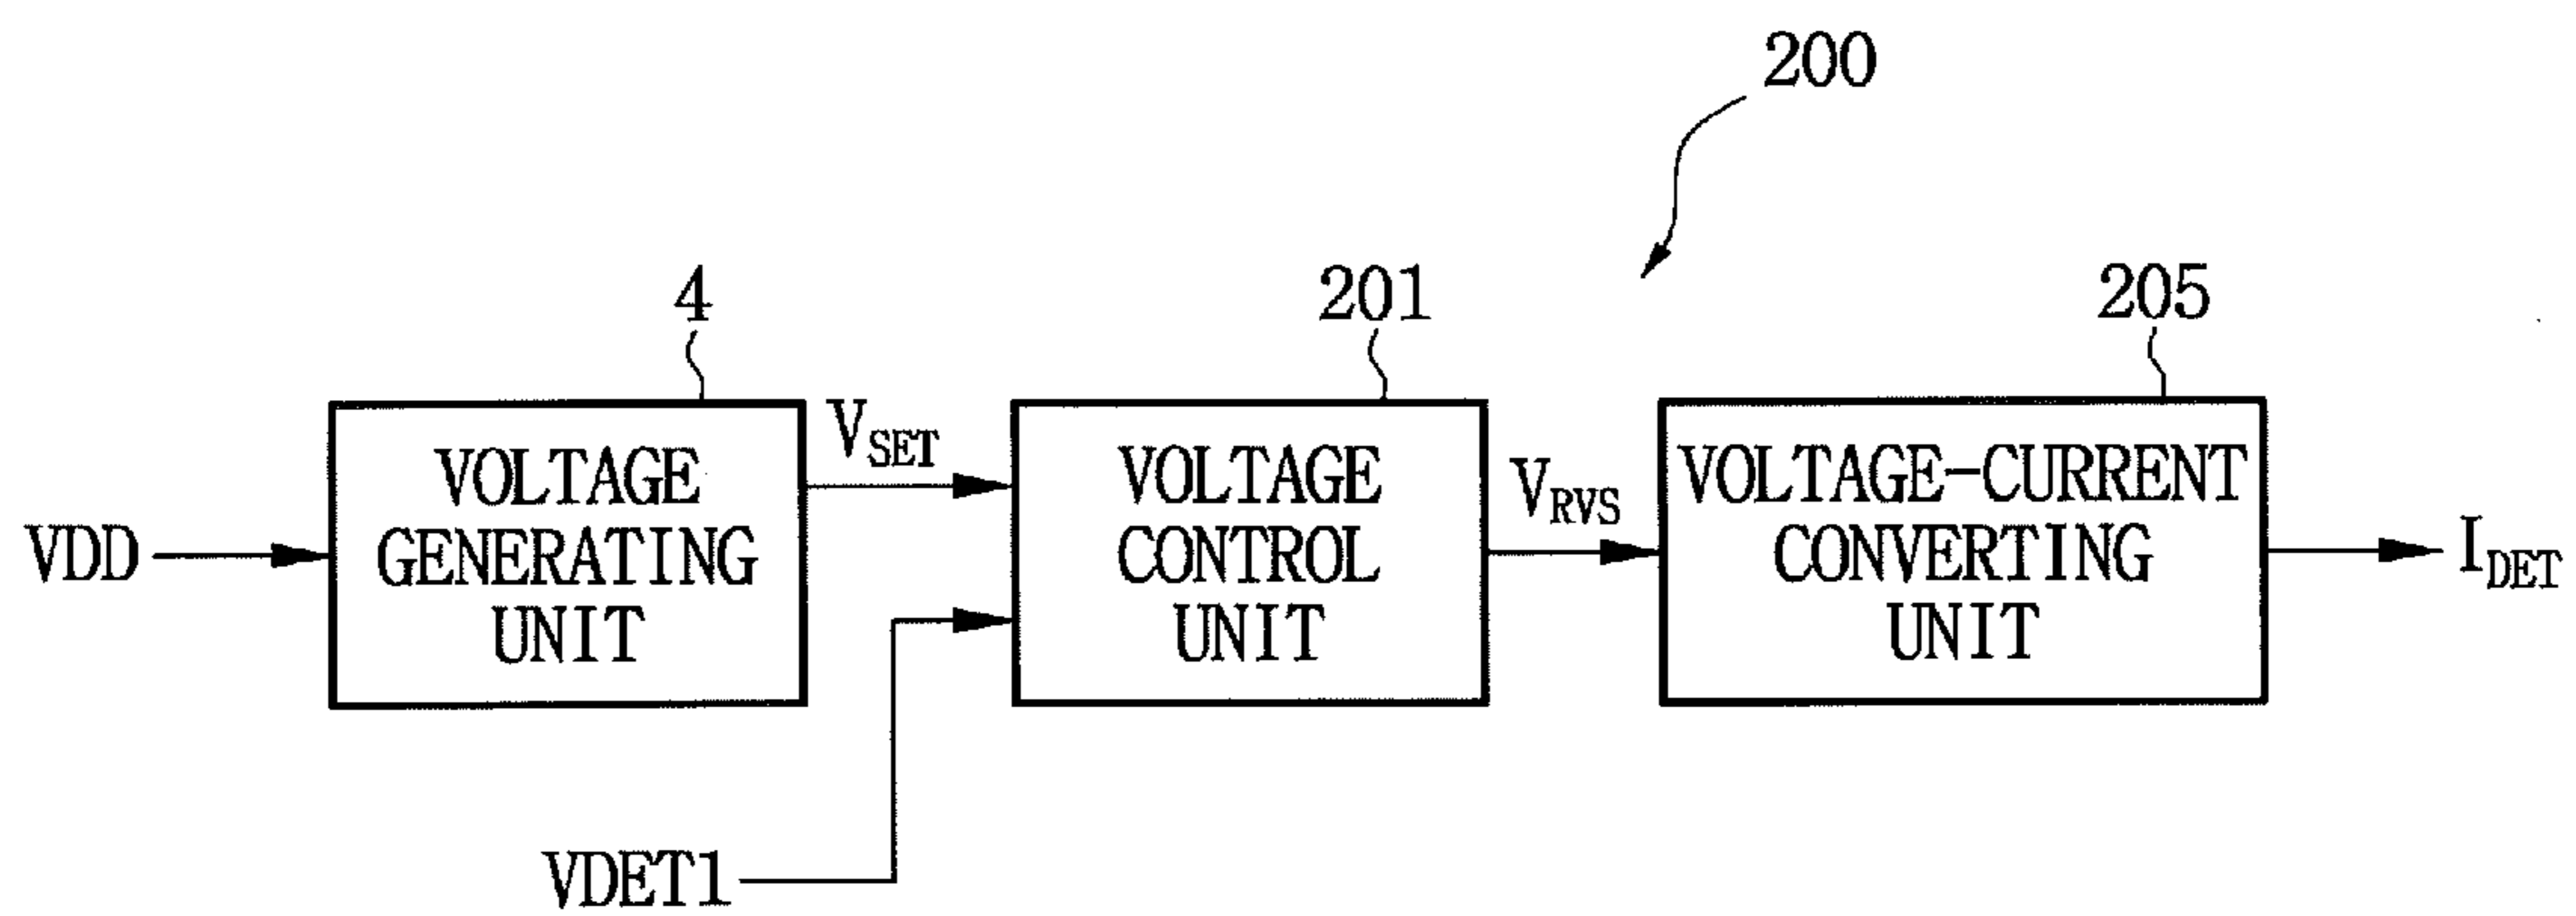 200
4
201
205
VDD
VOLTAGE
GENERATING
UNIT
VSET
VOLTAGE
CONTROL
UNIT
VRVS
VOLTAGE-CURRENT
CONVERTING
UNIT
IDET
VDET1